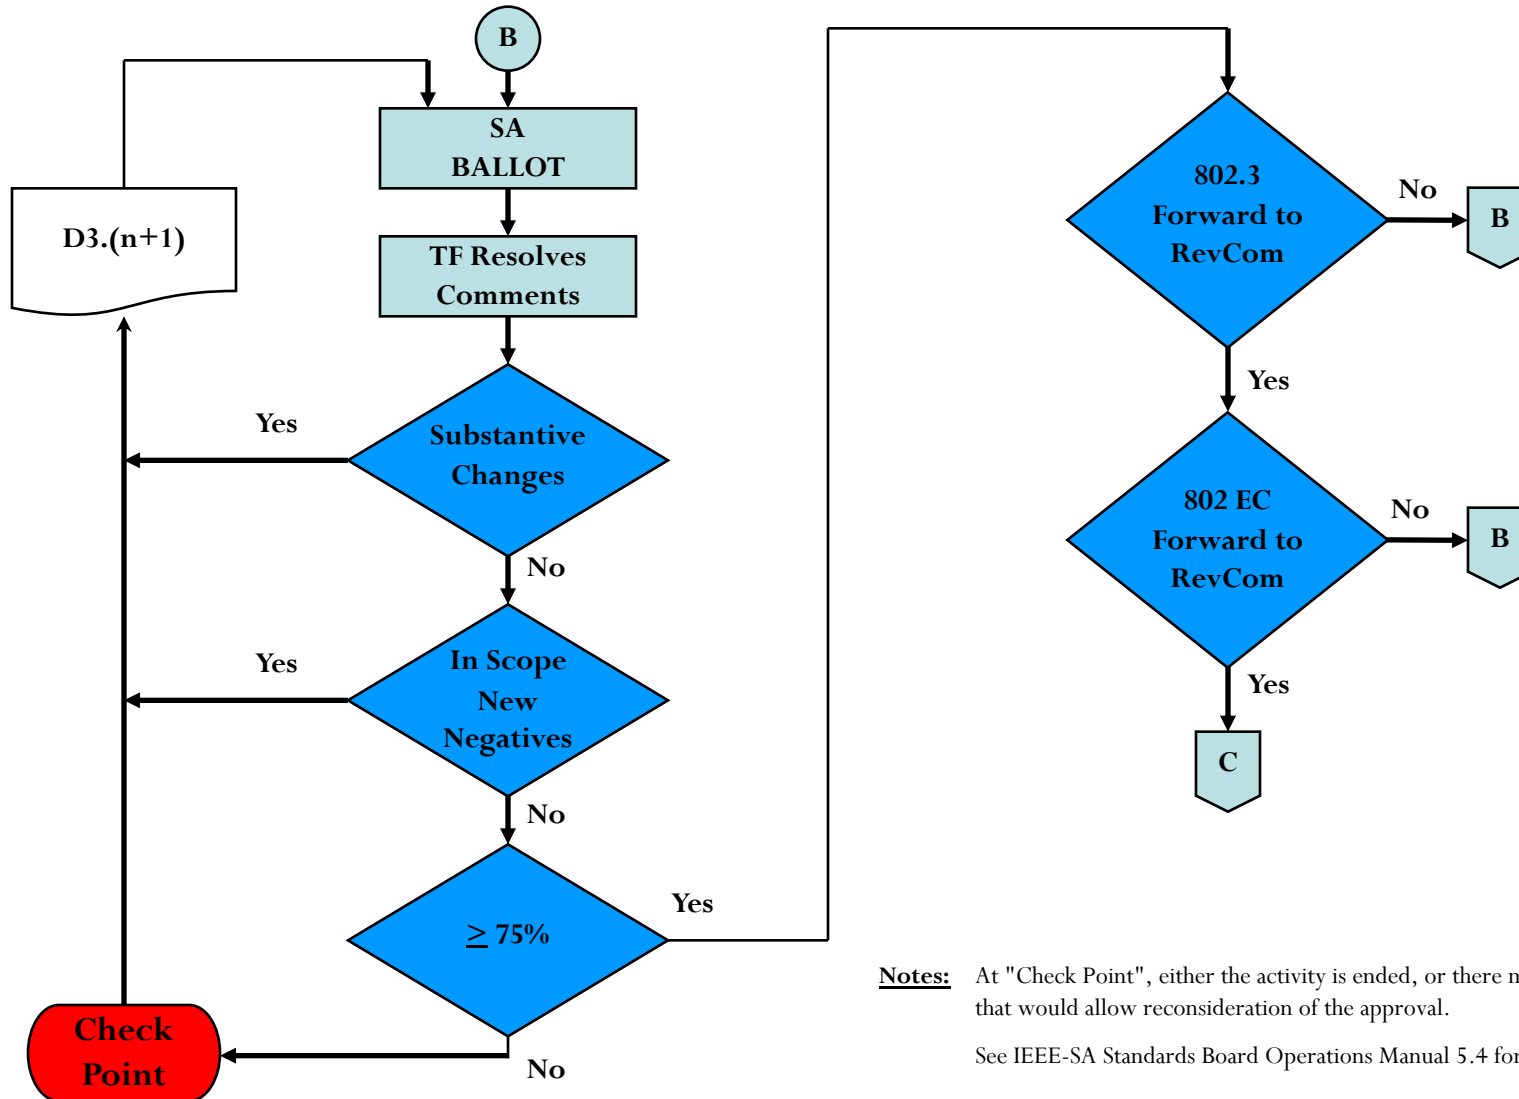 B
SA
BALLOT
D3.(n+1)
TF Resolves
Comments
Yes
Substantive
Changes
No
Yes
In Scope
New
Negatives
No
≥ 75%
Yes
No
Check
Point
802.3
Forward to
RevCom
No
B
Yes
802 EC
Forward to
RevCom
No
B
Yes
C
Notes: At "Check Point", either the activity is ended, or there
that would allow reconsideration of the approval.
See IEEE-SA Standards Board Operations Manual 5.4 for